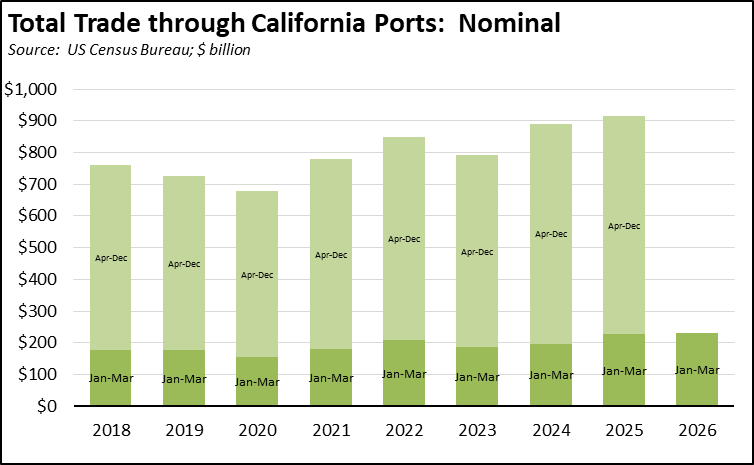 Total Trade through California Ports:  Nominal
Source:  US Census Bureau; $ billion
$1,000
$900
$800
$700
$600
$500
$400
$300
$200
$100
$0
Apr-Dec
Apr-Dec
Apr-Dec
Apr-Dec
Apr-Dec
Apr-Dec
Apr-Dec
Apr-Dec
Jan-Mar
Jan-Mar
Jan-Mar
Jan-Mar
Jan-Mar
Jan-Mar
Jan-Mar
Jan-Mar
Jan-Mar
2018
2019
2020
2021
2022
2023
2024
2025
2026